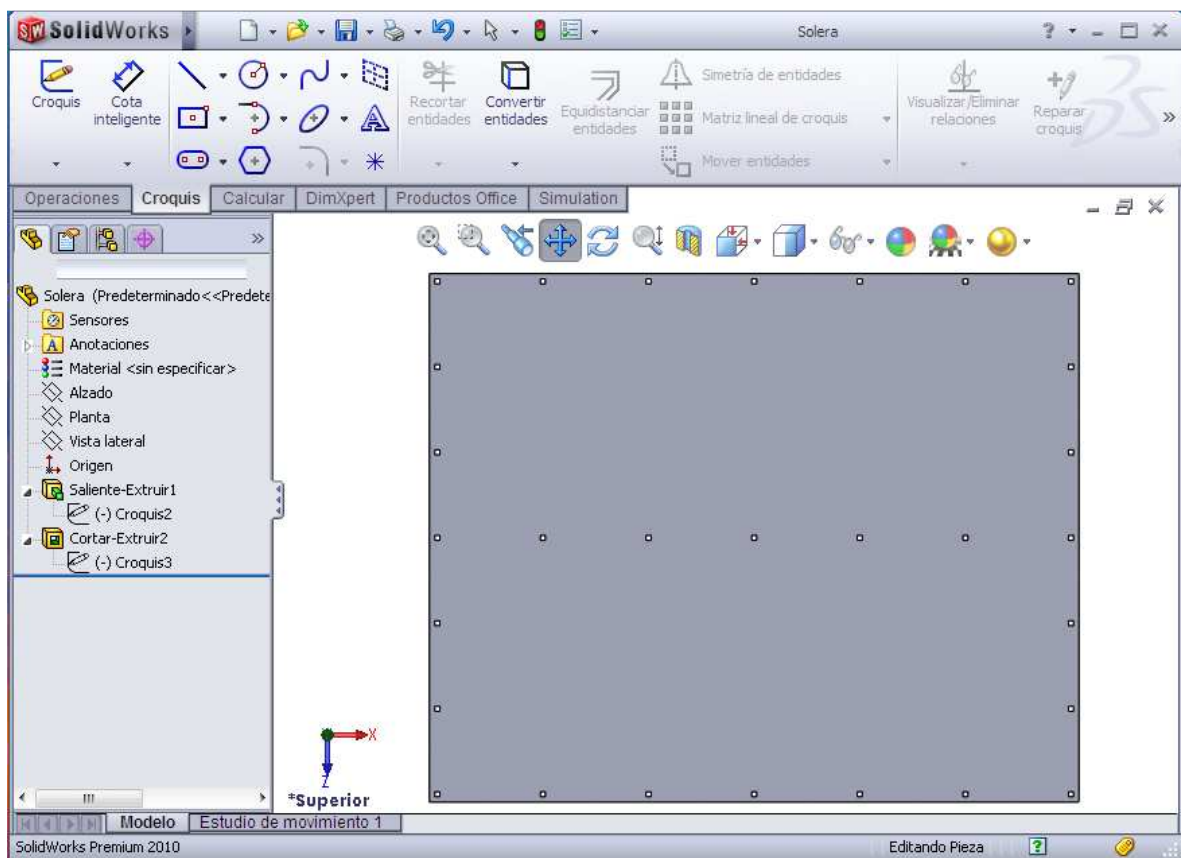 SolidWorks
Solera
Croquis
Cota inteligente
Recortar entidades
Convertir entidades
Equidistanciar entidades
Simetría de entidades
Matriz lineal de croquis
Mover entidades
Visualizar/Eliminar relaciones
Reparar croquis
Operaciones Croquis Calcular DimXpert Productos Office Simulation
Solera (Predeterminado<<Predete
Sensores
Anotaciones
Material <sin especificar>
Alzado
Planta
Vista lateral
Origen
Saliente-Extruir1
(-) Croquis2
Cortar-Extruir2
(-) Croquis3
X
Z
*Superior
Modelo Estudio de movimiento 1
SolidWorks Premium 2010 Editando Pieza